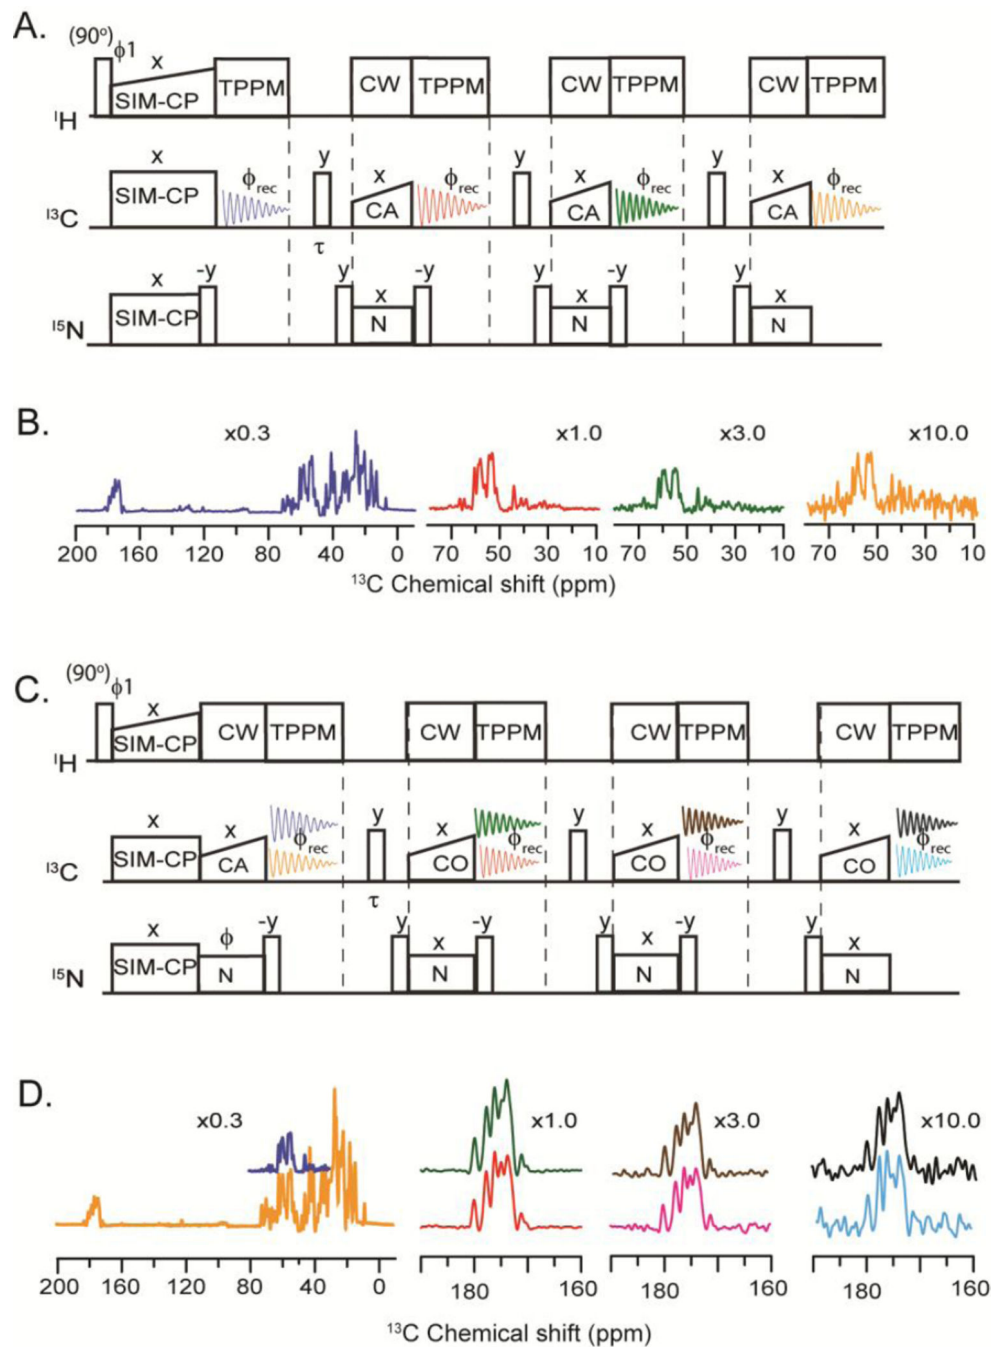 A.
(90°) ϕ1
x
SIM-CP TPPM CW TPPM CW TPPM CW TPPM
¹H
x y x y x y x
SIM-CP ϕrec CA ϕrec CA ϕrec CA ϕrec
¹³C
τ
x -y y x -y y x -y y x
SIM-CP N N N
¹⁵N
B.
x0.3 x1.0 x3.0 x10.0
200 160 120 80 40 0 70 50 30 10 70 50 30 10 70 50 30 10
¹³C Chemical shift (ppm)
(90°) ϕ1
C.
x
SIM-CP CW TPPM CW TPPM CW TPPM CW TPPM
¹H
x x y x y x y x
SIM-CP CA ϕrec CO ϕrec CO ϕrec CO ϕrec
¹³C
τ
x ϕ -y y x -y y x -y y x
SIM-CP N N N N
¹⁵N
D.
x0.3 x1.0 x3.0 x10.0
200 160 120 80 40 0 180 160 180 160 180 160
¹³C Chemical shift (ppm)